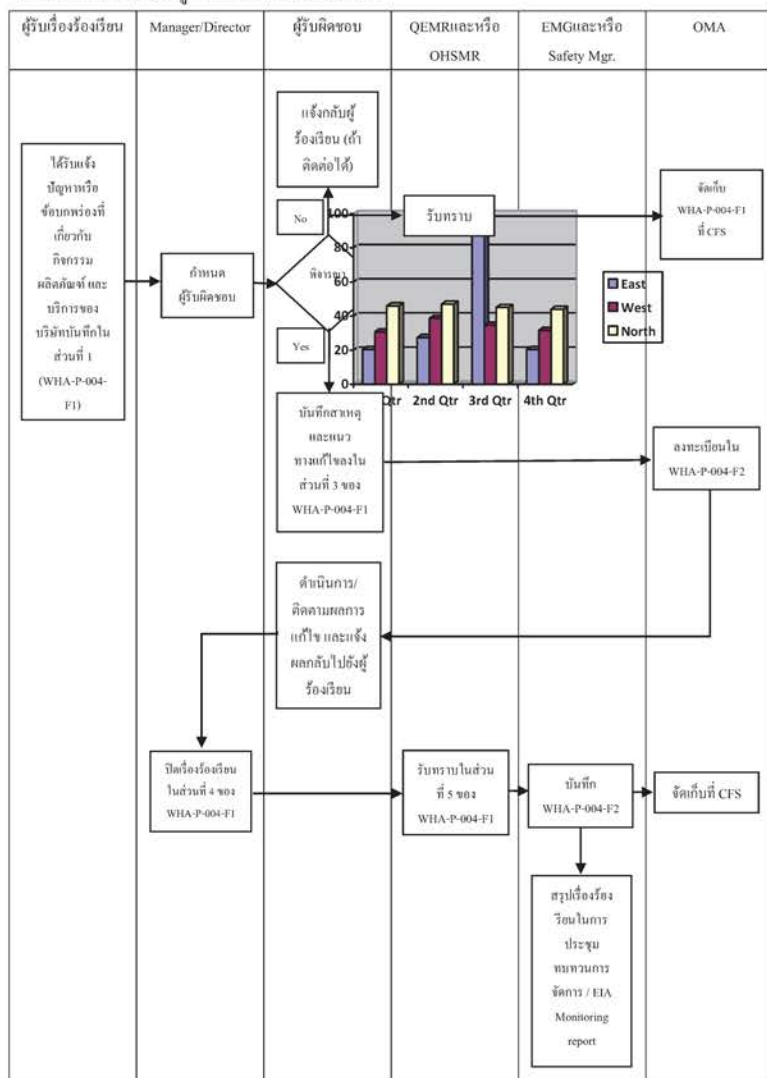 ผู้รับเรื่องร้องเรียน
Manager/Director
ผู้รับผิดชอบ
QEMRและหรือ
OHSMR
EMGและหรือ
Safety Mgr.
OMA
แจ้งกลับผู้
ร้องเรียน (ถ้า
ติดต่อได้)
ได้รับแจ้ง
ปัญหาหรือ
ข้อบกพร่องที่
เกี่ยวกับ
กิจกรรม
ผลิตภัณฑ์ และ
บริการของ
บริษัทบันทึกใน
ส่วนที่ 1
(WHA-P-004-
F1)
กำหนด
ผู้รับผิดชอบ
No
พิจารณา
Yes
รับทราบ
จัดเก็บ
WHA-P-004-F1
ที่ CFS
100
80
60
40
20
0
Qtr
2nd Qtr
3rd Qtr
4th Qtr
East
West
North
บันทึกสาเหตุ
และแนว
ทางแก้ไขลงใน
ส่วนที่ 3 ของ
WHA-P-004-F1
ลงทะเบียนใน
WHA-P-004-F2
ดำเนินการ/
ติดตามผลการ
แก้ไข และแจ้ง
ผลกลับไปยังผู้
ร้องเรียน
ปิดเรื่องร้องเรียน
ในส่วนที่ 4 ของ
WHA-P-004-F1
รับทราบในส่วน
ที่ 5 ของ
WHA-P-004-F1
บันทึก
WHA-P-004-F2
จัดเก็บที่ CFS
สรุปเรื่องร้อง
เรียนในการ
ประชุม
ทบทวนการ
จัดการ / EIA
Monitoring
report